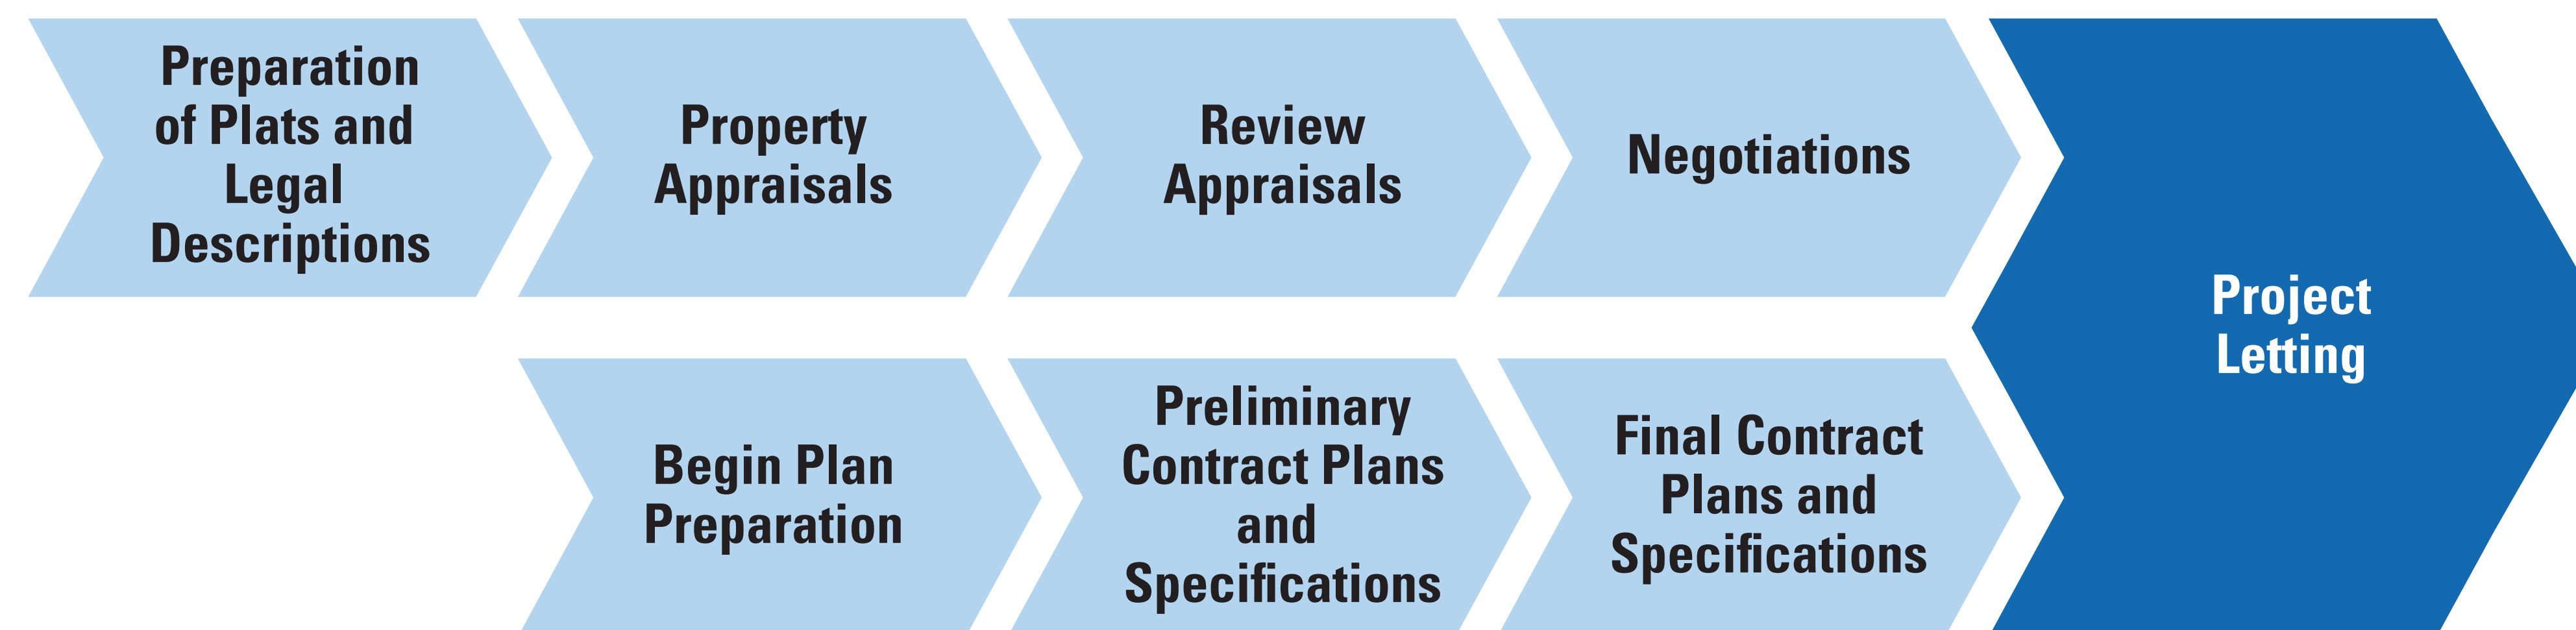 Preparation
of Plats and
Legal
Descriptions
Property
Appraisals
Review
Appraisals
Negotiations
Begin Plan
Preparation
Preliminary
Contract Plans
and
Specifications
Final Contract
Plans and
Specifications
Project
Letting